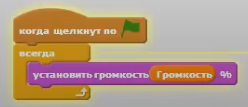 когда щелкнут по
всегда
установить громкость Громкость %